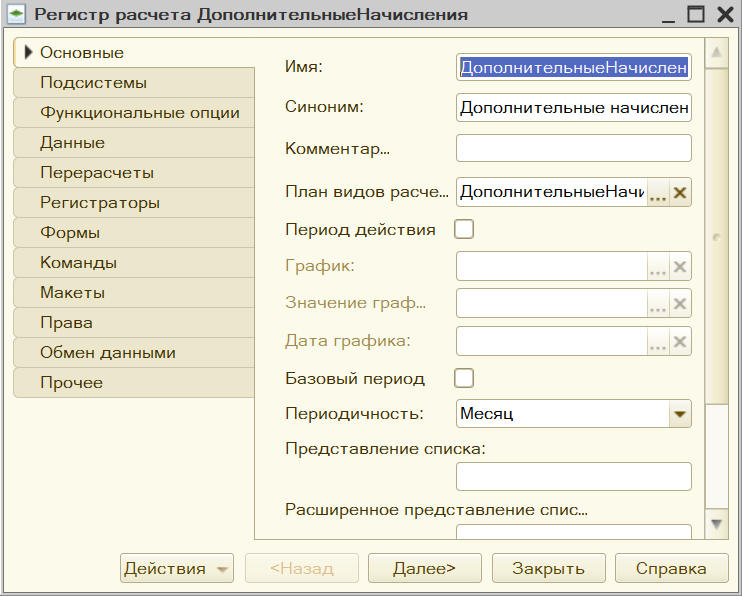 Регистр расчета ДополнительныеНачисления
Основные
Подсистемы
Функциональные опции
Данные
Перерасчеты
Регистраторы
Формы
Команды
Макеты
Права
Обмен данными
Прочее
Имя: ДополнительныеНачислен
Синоним: Дополнительные начислен
Комментар...
План видов расче... ДополнительныеНачи ...
Период действия
График: ...
Значение граф... ...
Дата графика: ...
Базовый период
Периодичность: Месяц
Представление списка:
Расширенное представление спис...
Действия <Назад Далее> Закрыть Справка